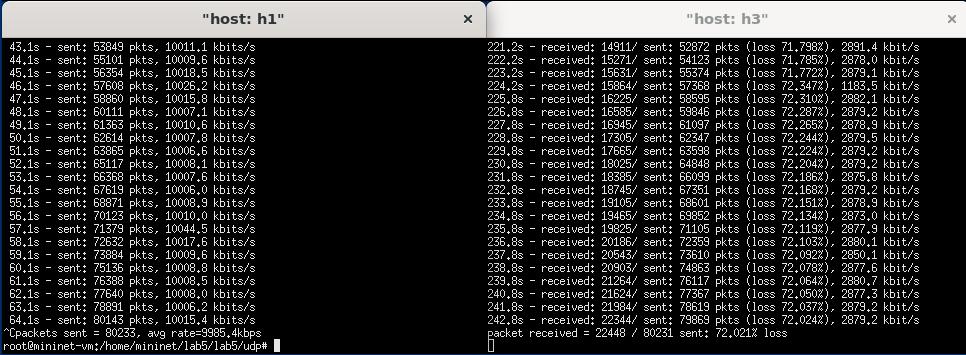 "host: h1"
43.1s - sent: 53849 pkts, 10011.1 kbits/s
44.1s - sent: 55101 pkts, 10009.6 kbits/s
45.1s - sent: 56354 pkts, 10018.5 kbits/s
46.1s - sent: 57608 pkts, 10026.2 kbits/s
47.1s - sent: 58860 pkts, 10015.8 kbits/s
48.1s - sent: 60111 pkts, 10007.1 kbits/s
49.1s - sent: 61363 pkts, 10010.6 kbits/s
50.1s - sent: 62614 pkts, 10007.8 kbits/s
51.1s - sent: 63865 pkts, 10006.6 kbits/s
52.1s - sent: 65117 pkts, 10008.1 kbits/s
53.1s - sent: 66368 pkts, 10007.6 kbits/s
54.1s - sent: 67619 pkts, 10006.0 kbits/s
55.1s - sent: 68871 pkts, 10008.9 kbits/s
56.1s - sent: 70123 pkts, 10010.0 kbits/s
57.1s - sent: 71379 pkts, 10044.5 kbits/s
58.1s - sent: 72632 pkts, 10017.6 kbits/s
59.1s - sent: 73884 pkts, 10009.6 kbits/s
60.1s - sent: 75136 pkts, 10008.8 kbits/s
61.1s - sent: 76388 pkts, 10008.5 kbits/s
62.1s - sent: 77640 pkts, 10008.0 kbits/s
63.1s - sent: 78891 pkts, 10006.2 kbits/s
64.1s - sent: 80143 pkts, 10015.4 kbits/s
^Cpackets sent = 80233, avg rate=9985.4kbps
root@mininet-vm:/home/mininet/lab5/lab5/udp#
"host: h3"
221.2s - received: 14911/ sent: 52872 pkts (loss 71.798%), 2891.4 kbit/s
222.2s - received: 15271/ sent: 54123 pkts (loss 71.785%), 2878.0 kbit/s
223.2s - received: 15631/ sent: 55374 pkts (loss 71.772%), 2879.1 kbit/s
224.2s - received: 15864/ sent: 57368 pkts (loss 72.347%), 1183.5 kbit/s
225.8s - received: 16225/ sent: 58595 pkts (loss 72.310%), 2882.1 kbit/s
226.8s - received: 16585/ sent: 59846 pkts (loss 72.287%), 2879.2 kbit/s
227.8s - received: 16945/ sent: 61097 pkts (loss 72.265%), 2878.9 kbit/s
228.8s - received: 17305/ sent: 62347 pkts (loss 72.244%), 2879.5 kbit/s
229.8s - received: 17665/ sent: 63598 pkts (loss 72.224%), 2879.2 kbit/s
230.8s - received: 18025/ sent: 64848 pkts (loss 72.204%), 2879.2 kbit/s
231.8s - received: 18385/ sent: 66099 pkts (loss 72.186%), 2875.8 kbit/s
232.8s - received: 18745/ sent: 67351 pkts (loss 72.168%), 2879.2 kbit/s
233.8s - received: 19105/ sent: 68601 pkts (loss 72.151%), 2878.9 kbit/s
234.8s - received: 19465/ sent: 69852 pkts (loss 72.134%), 2873.0 kbit/s
235.8s - received: 19825/ sent: 71105 pkts (loss 72.119%), 2877.9 kbit/s
236.8s - received: 20186/ sent: 72359 pkts (loss 72.103%), 2880.1 kbit/s
237.8s - received: 20543/ sent: 73610 pkts (loss 72.092%), 2850.1 kbit/s
238.8s - received: 20903/ sent: 74863 pkts (loss 72.078%), 2877.6 kbit/s
239.8s - received: 21264/ sent: 76117 pkts (loss 72.064%), 2880.7 kbit/s
240.8s - received: 21624/ sent: 77367 pkts (loss 72.050%), 2877.3 kbit/s
241.8s - received: 21984/ sent: 78619 pkts (loss 72.037%), 2879.2 kbit/s
242.8s - received: 22344/ sent: 79869 pkts (loss 72.024%), 2879.2 kbit/s
packet received = 22448 / 80231 sent: 72.021% loss